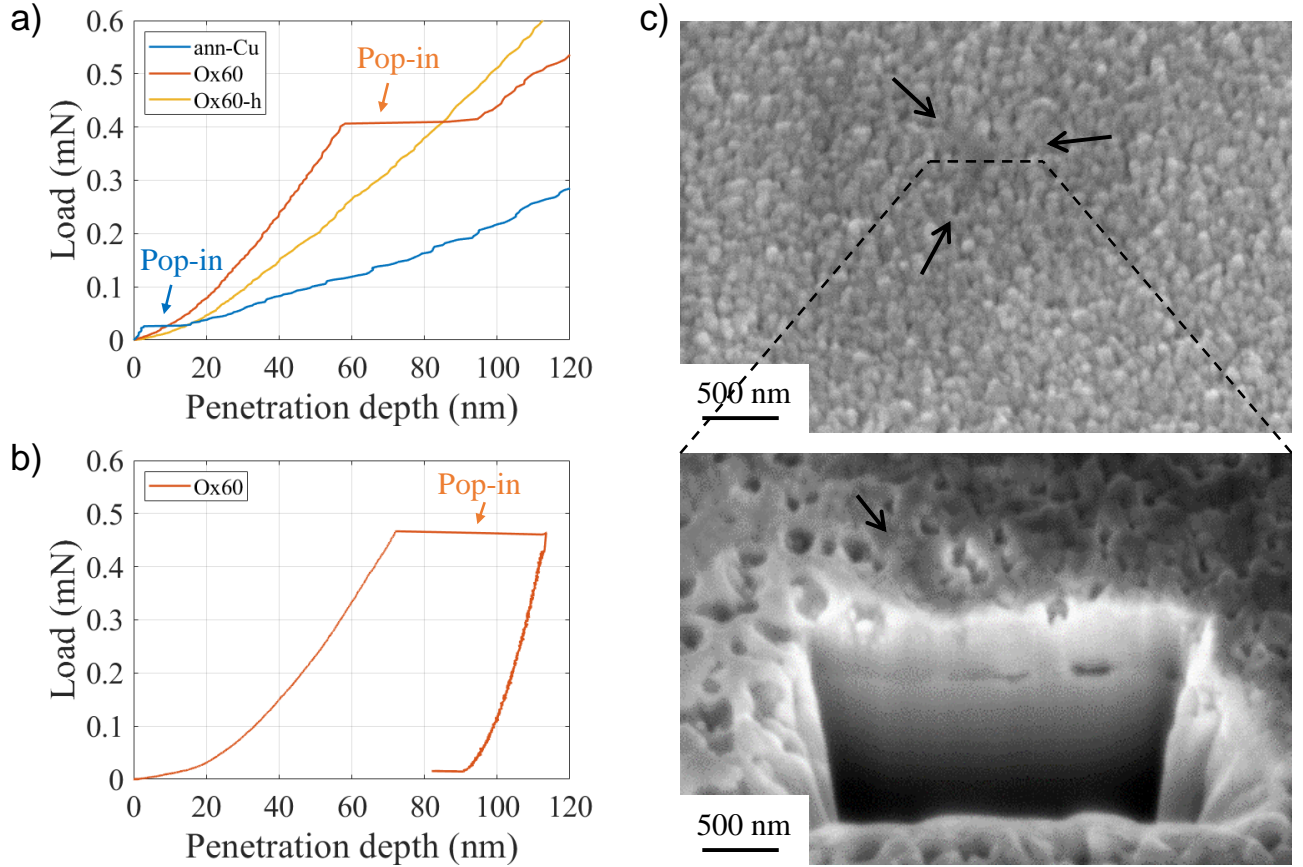 a)
0.6
0.5
0.4
0.3
0.2
0.1
0
Load (mN)
ann-Cu
Ox60
Ox60-h
Pop-in
Pop-in
0 20 40 60 80 100 120
Penetration depth (nm)
b)
0.6
0.5
0.4
0.3
0.2
0.1
0
Load (mN)
Ox60
Pop-in
0 20 40 60 80 100 120
Penetration depth (nm)
c)
500 nm
500 nm